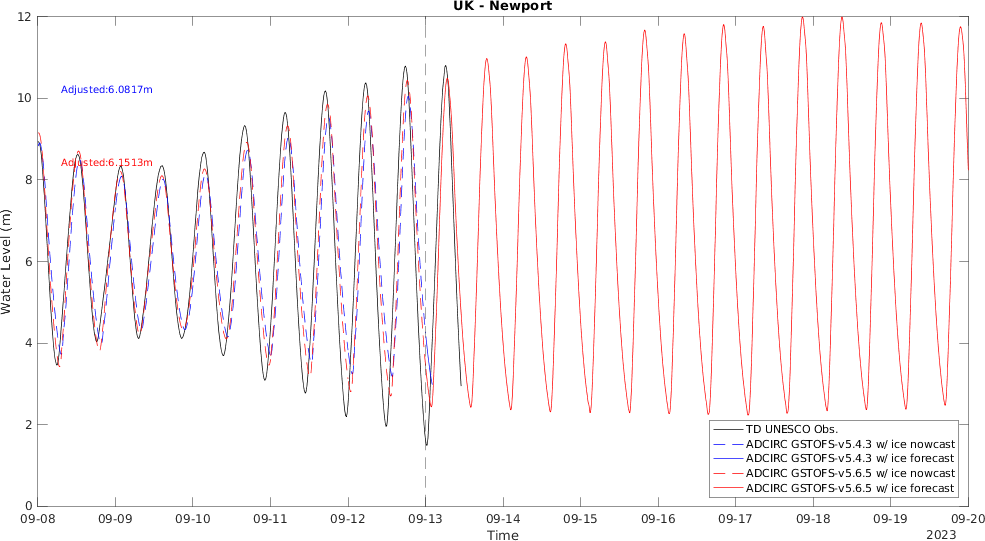 UK - Newport
Water Level (m)
12
10
8
6
4
2
0
Adjusted:6.0817m
Adjusted:6.1513m
TD UNESCO Obs.
ADCIRC GSTOFS-v5.4.3 w/ ice nowcast
ADCIRC GSTOFS-v5.4.3 w/ ice forecast
ADCIRC GSTOFS-v5.6.5 w/ ice nowcast
ADCIRC GSTOFS-v5.6.5 w/ ice forecast
09-08 09-09 09-10 09-11 09-12 09-13 09-14 09-15 09-16 09-17 09-18 09-19 09-20
Time
2023